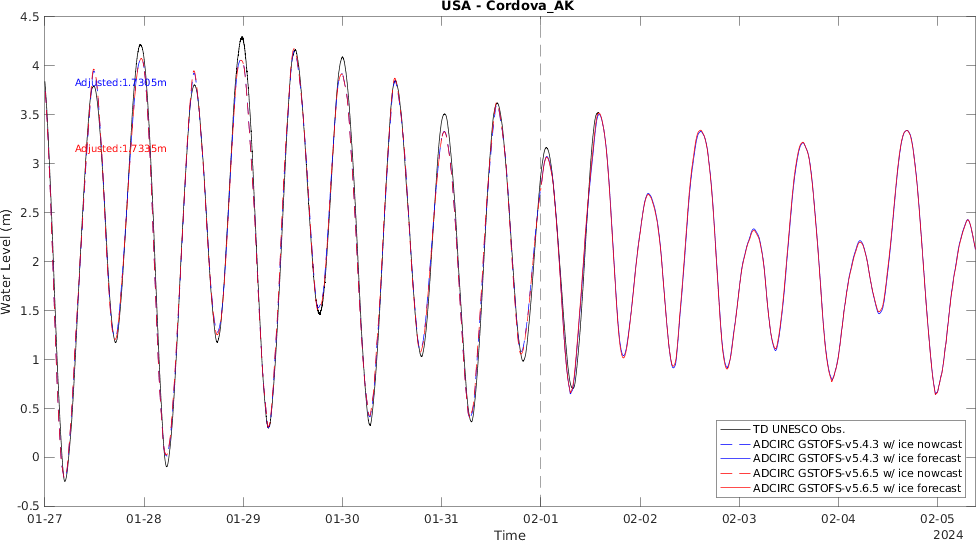 USA - Cordova_AK
4.5
4
3.5
3
2.5
2
1.5
1
0.5
0
-0.5
Water Level (m)
Adjusted:1.7305m
Adjusted:1.7335m
TD UNESCO Obs.
ADCIRC GSTOFS-v5.4.3 w/ ice nowcast
ADCIRC GSTOFS-v5.4.3 w/ ice forecast
ADCIRC GSTOFS-v5.6.5 w/ ice nowcast
ADCIRC GSTOFS-v5.6.5 w/ ice forecast
01-27 01-28 01-29 01-30 01-31 02-01 02-02 02-03 02-04 02-05
Time
2024